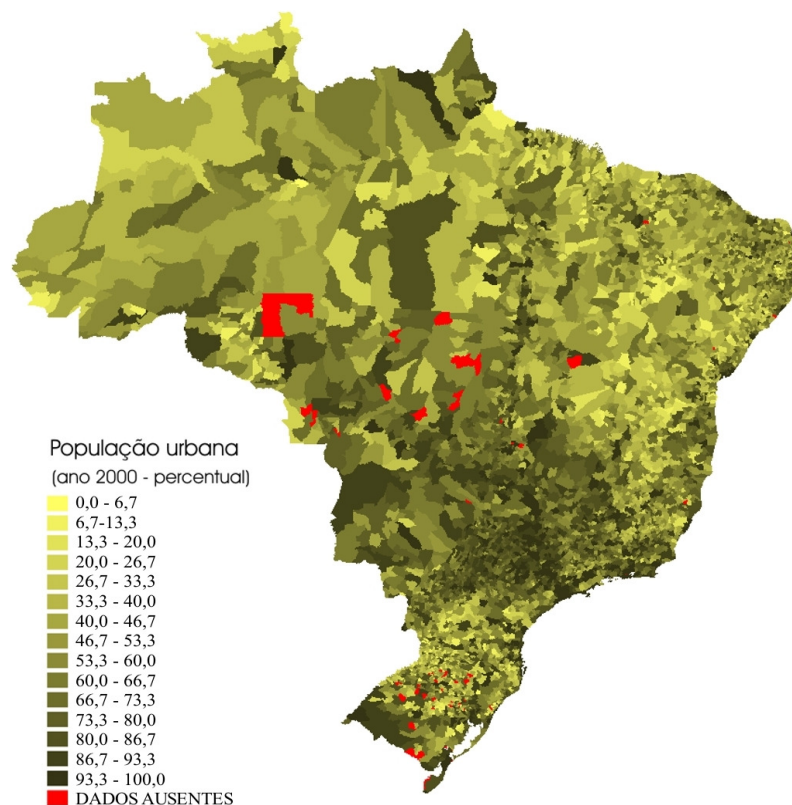 População urbana
(ano 2000 - percentual)
0,0 - 6,7
6,7-13,3
13,3 - 20,0
20,0 - 26,7
26,7 - 33,3
33,3 - 40,0
40,0 - 46,7
46,7 - 53,3
53,3 - 60,0
60,0 - 66,7
66,7 - 73,3
73,3 - 80,0
80,0 - 86,7
86,7 - 93,3
93,3 - 100,0
DADOS AUSENTES